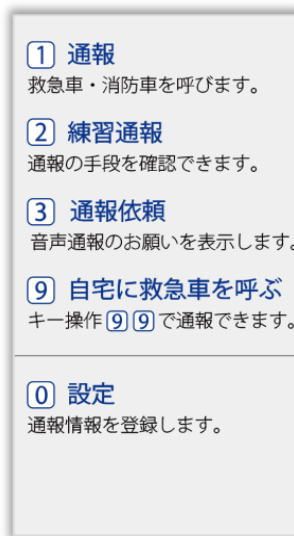 1 通報
救急車・消防車を呼びます。
2 練習通報
通報の手段を確認できます。
3 通報依頼
音声通報のお願いを表示します。
9 自宅に救急車を呼ぶ
キー操作99で通報できます。
0 設定
通報情報を登録します。